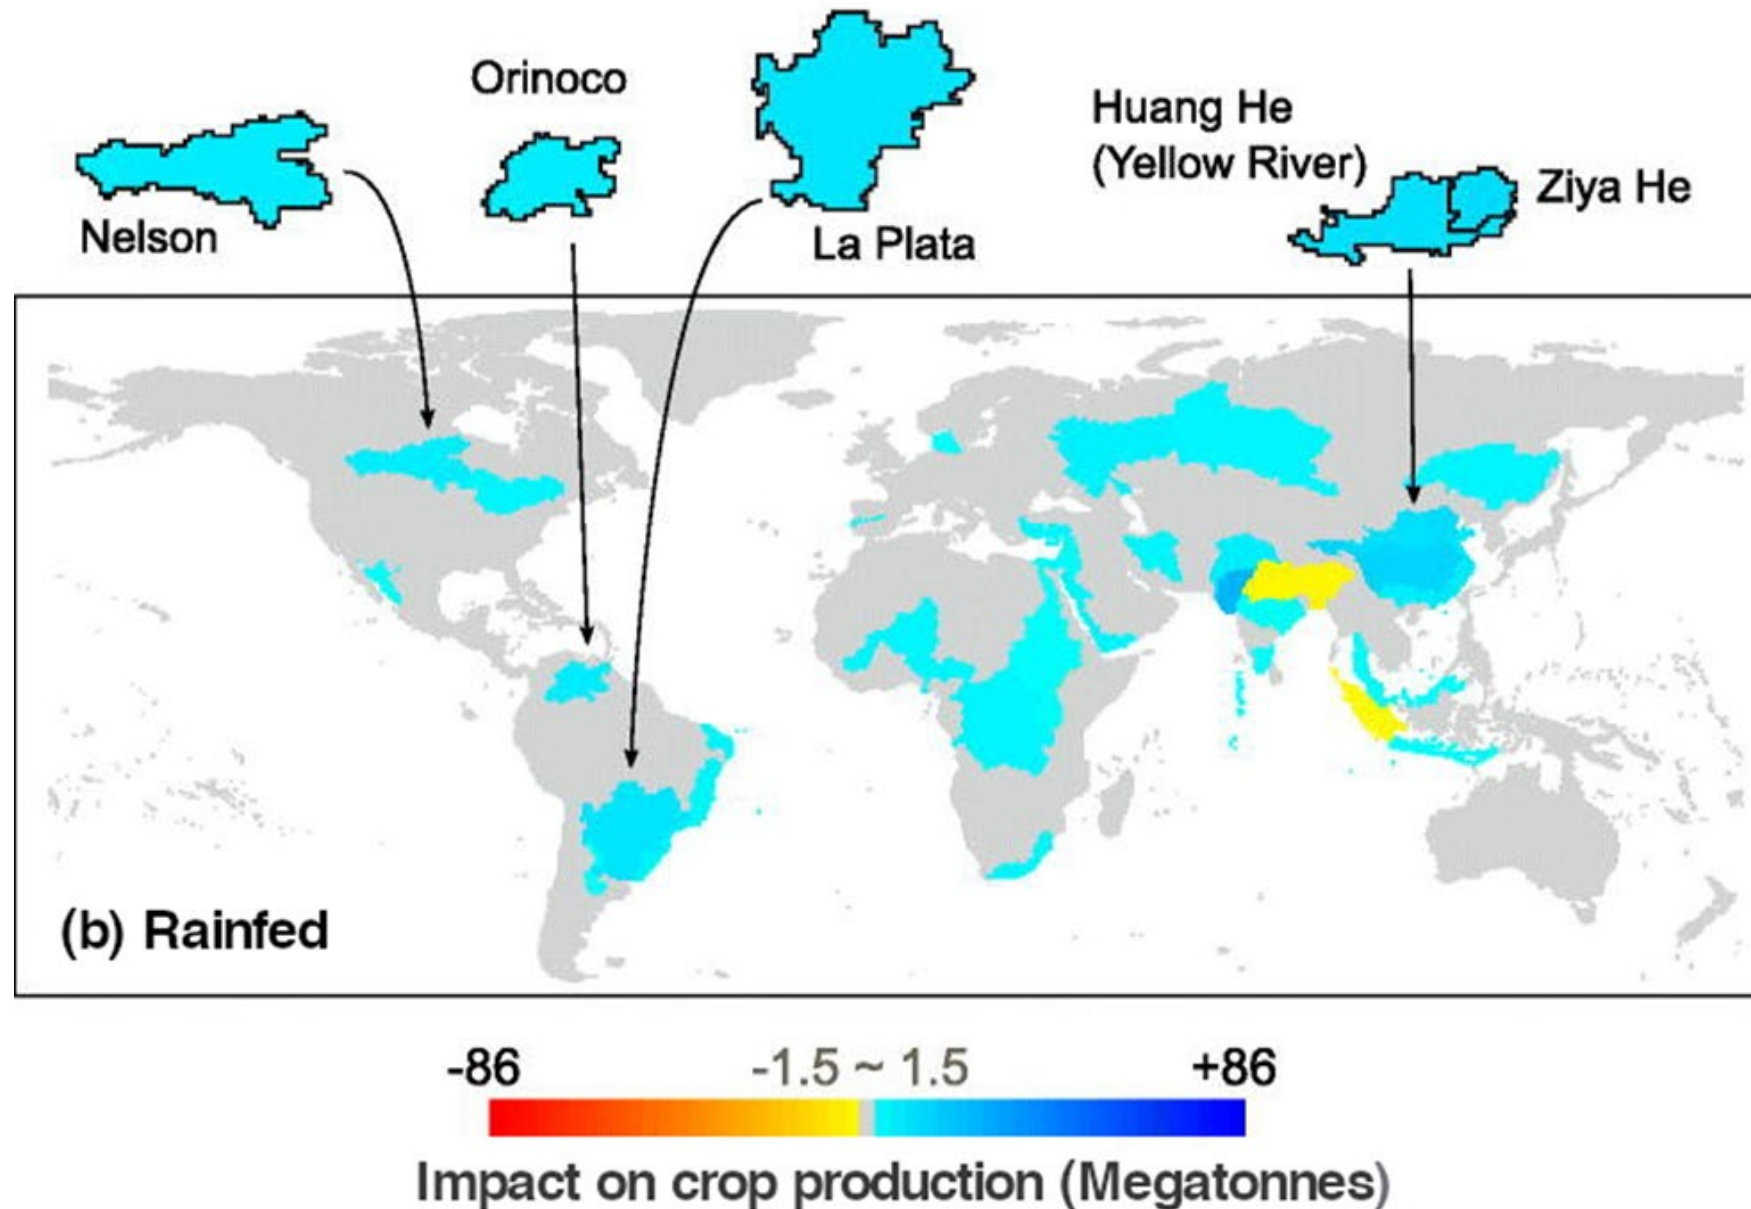 Orinoco
Huang He
(Yellow River)
Ziya He
Nelson
La Plata
(b) Rainfed
-86
-1.5 ~ 1.5
+86
Impact on crop production (Megatonnes)